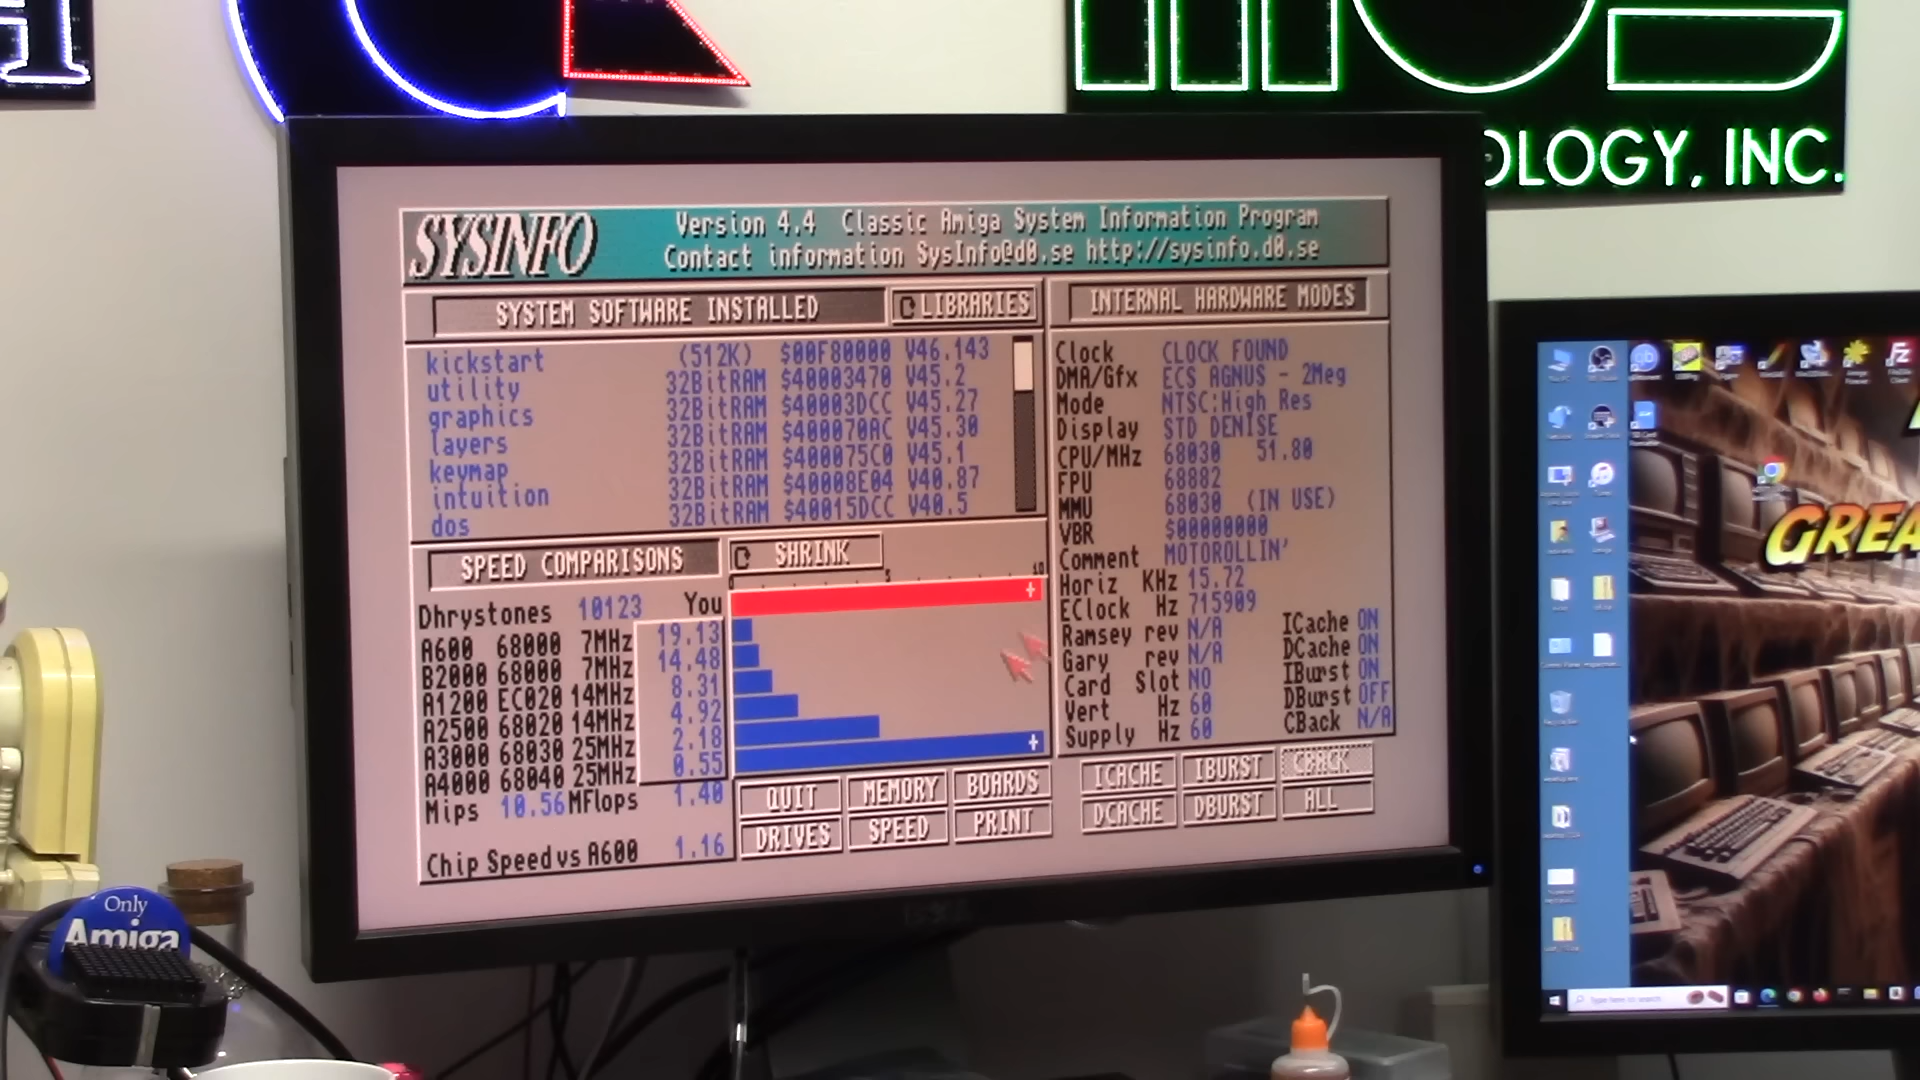 OLOGY, INC.
SYSINFO
Version 4.4 Classic Amiga System Information Program
Contact information SysInfo@d0.se http://sysinfo.d0.se
SYSTEM SOFTWARE INSTALLED
LIBRARIES
kickstart (512K) $00F80000 V46.143
utility 32BitRAM $40003470 V45.2
graphics 32BitRAM $40003DCC V45.27
layers 32BitRAM $400070AC V45.30
keymap 32BitRAM $400075C0 V45.1
intuition 32BitRAM $40008E04 V40.87
dos 32BitRAM $40015DCC V40.5
INTERNAL HARDWARE MODES
Clock CLOCK FOUND
DMA/Gfx ECS AGNUS - 2Meg
Mode NTSC:High Res
Display STD DENISE
CPU/MHz 68030 51.80
FPU 68882
MMU 68030 (IN USE)
VBR $00000000
Comment MOTOROLLIN'
Horiz KHz 15.72
EClock Hz 715909
Ramsey rev N/A
Gary rev N/A
Card Slot NO
Vert Hz 60
Supply Hz 60
ICache ON
DCache ON
IBurst ON
DBurst OFF
CBack N/A
SPEED COMPARISONS
SHRINK
0 5 10
Dhrystones 10123 You
A600 68000 7MHz 19.13
B2000 68000 7MHz 14.48
A1200 EC020 14MHz 8.31
A2500 68020 14MHz 4.92
A3000 68030 25MHz 2.18
A4000 68040 25MHz 0.55
Mips 10.56 MFlops 1.40
Chip Speed vs A600 1.16
QUIT MEMORY BOARDS
DRIVES SPEED PRINT
ICACHE IBURST CBACK
DCACHE DBURST ALL
GREA
Type here to search
Only
Amiga